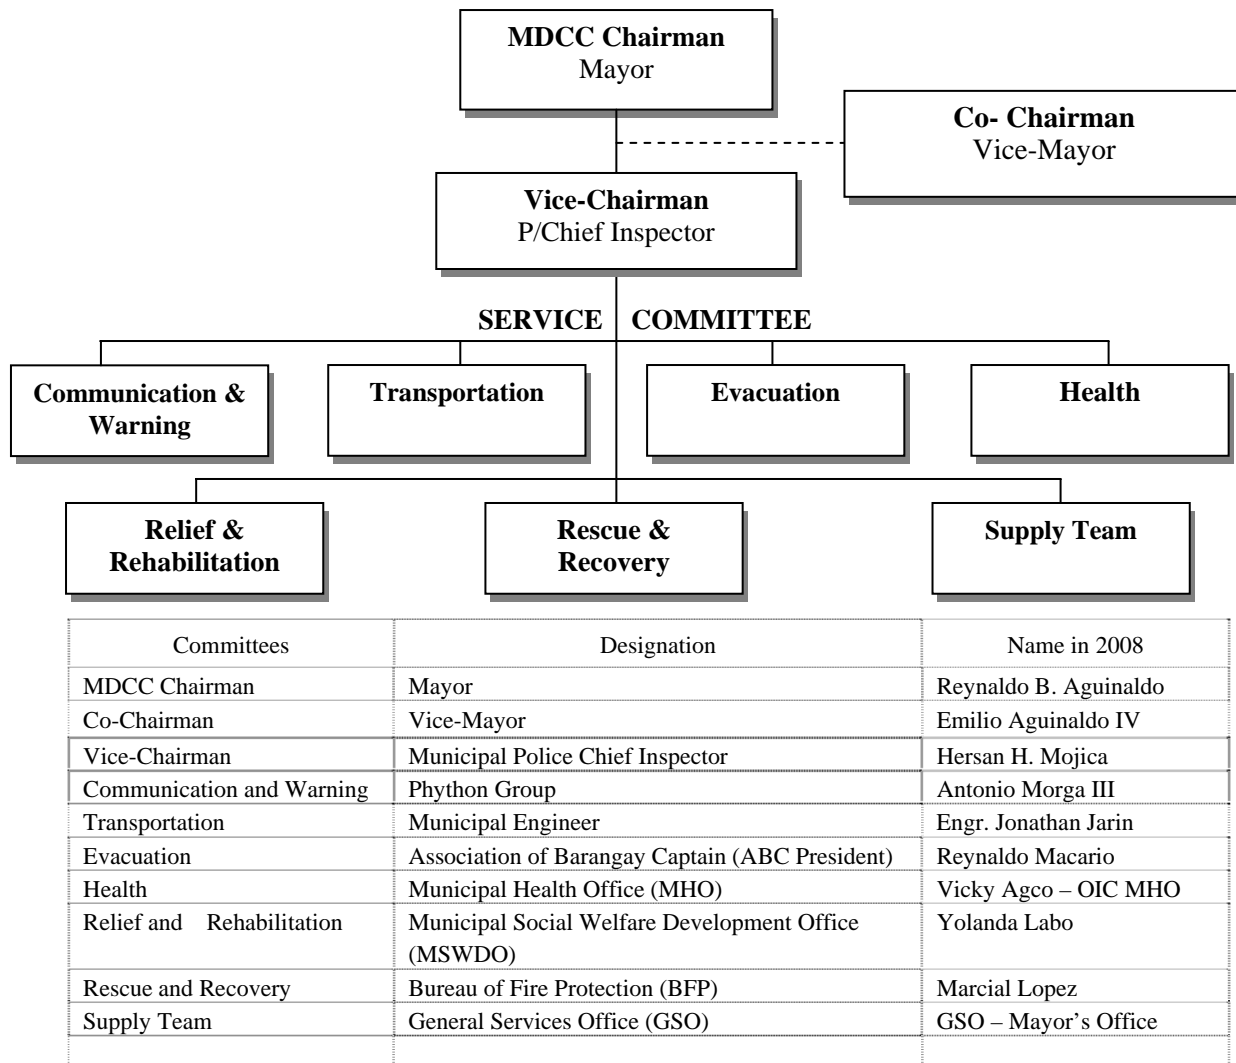 MDCC Chairman
Mayor
Co- Chairman
Vice-Mayor
Vice-Chairman
P/Chief Inspector
SERVICE COMMITTEE
Communication &
Warning
Transportation
Evacuation
Health
Relief &
Rehabilitation
Rescue &
Recovery
Supply Team
Committees Designation Name in 2008
MDCC Chairman Mayor Reynaldo B. Aguinaldo
Co-Chairman Vice-Mayor Emilio Aguinaldo IV
Vice-Chairman Municipal Police Chief Inspector Hersan H. Mojica
Communication and Warning Phython Group Antonio Morga III
Transportation Municipal Engineer Engr. Jonathan Jarin
Evacuation Association of Barangay Captain (ABC President) Reynaldo Macario
Health Municipal Health Office (MHO) Vicky Agco – OIC MHO
Relief and Rehabilitation Municipal Social Welfare Development Office Yolanda Labo
(MSWDO)
Rescue and Recovery Bureau of Fire Protection (BFP) Marcial Lopez
Supply Team General Services Office (GSO) GSO – Mayor's Office